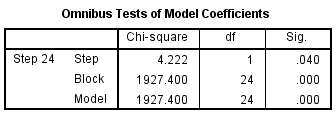 Omnibus Tests of Model Coefficients
Chi-square df Sig.
Step 24 Step 4.222 1 .040
Block 1927.400 24 .000
Model 1927.400 24 .000